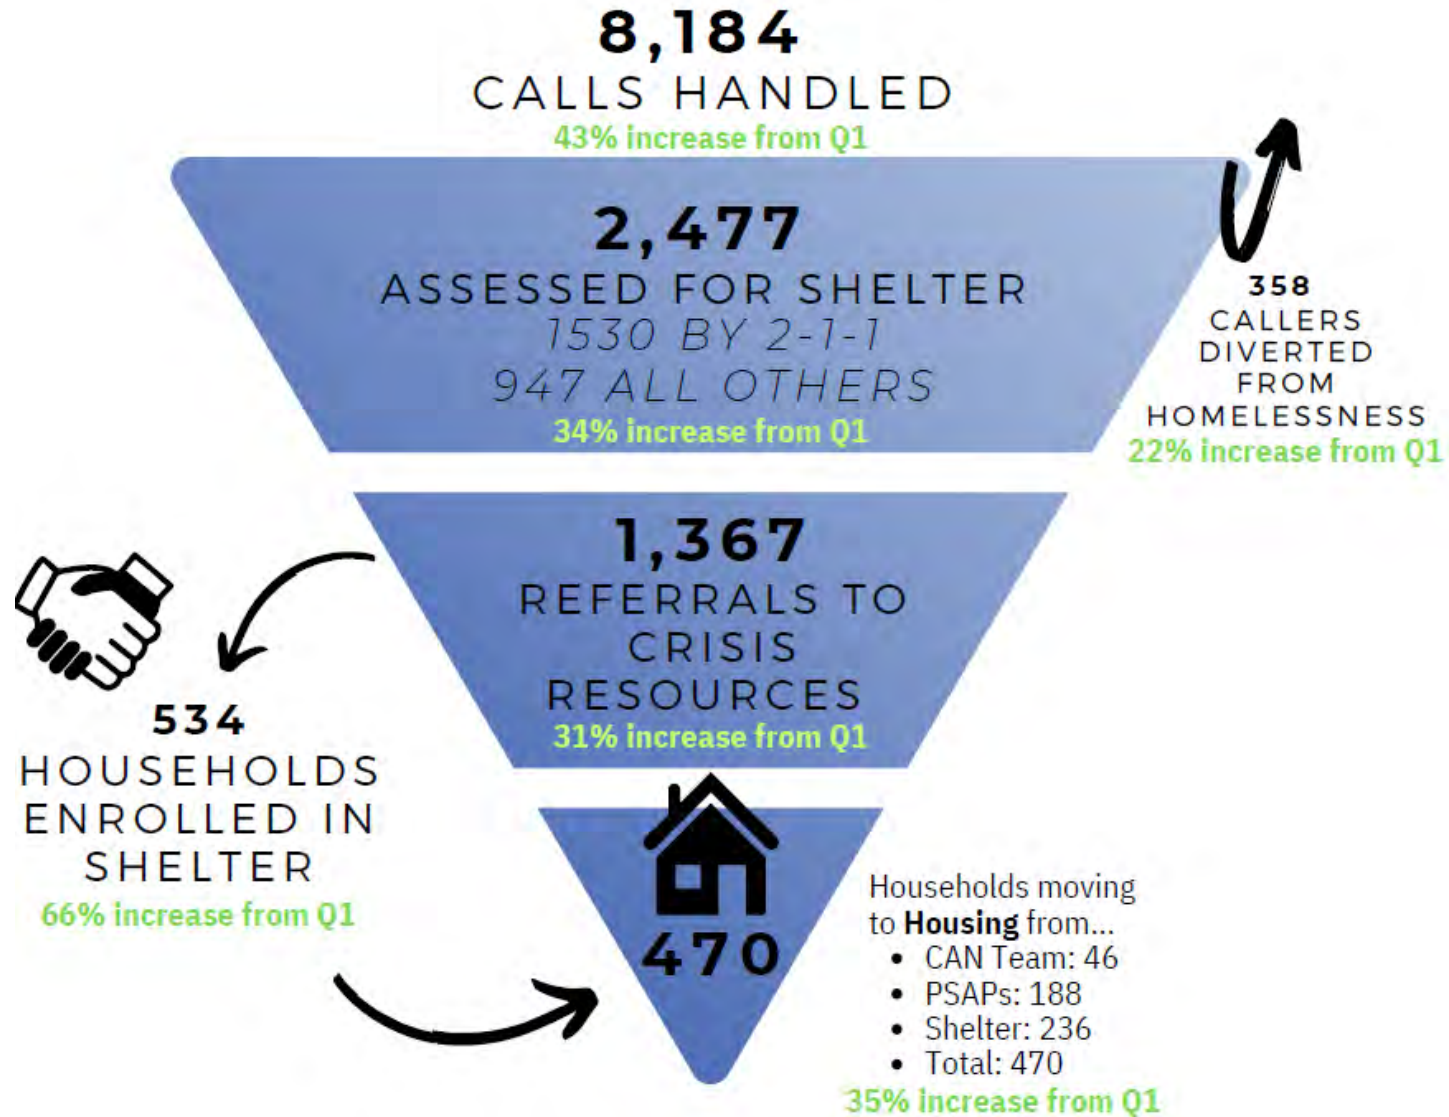 8,184
CALLS HANDLED
43% increase from Q1
2,477
ASSESSED FOR SHELTER
1530 BY 2-1-1
947 ALL OTHERS
34% increase from Q1
358
CALLERS
DIVERTED
FROM
HOMELESSNESS
22% increase from Q1
1,367
REFERRALS TO
CRISIS
RESOURCES
31% increase from Q1
534
HOUSEHOLDS
ENROLLED IN
SHELTER
66% increase from Q1
470
Households moving
to Housing from...
• CAN Team: 46
• PSAPs: 188
• Shelter: 236
• Total: 470
35% increase from Q1